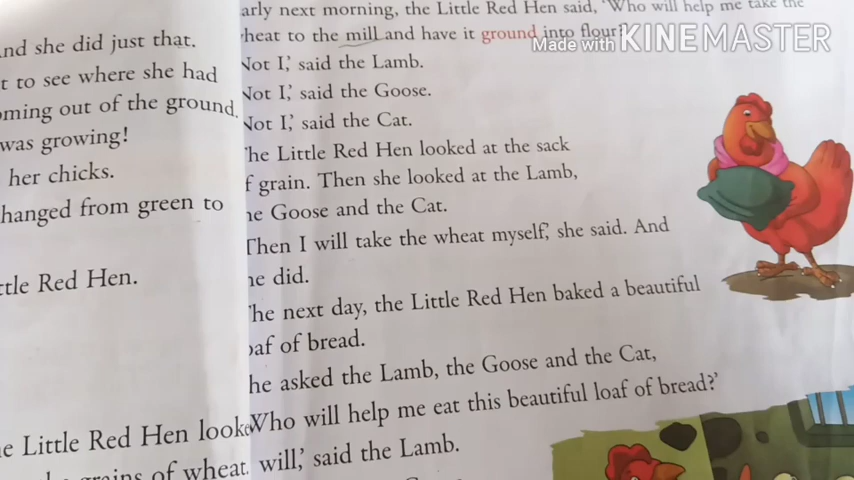 nd she did just that.
t to see where she had
ming out of the ground.
was growing!
her chicks.
hanged from green to
ttle Red Hen.
e Little Red Hen looke
grains of wheat.
arly next morning, the Little Red Hen said, 'Who will help me take the
heat to the mill and have it ground into flour?'
Not I,' said the Lamb.
Not I,' said the Goose.
Not I,' said the Cat.
he Little Red Hen looked at the sack
f grain. Then she looked at the Lamb,
he Goose and the Cat.
Then I will take the wheat myself,' she said. And
he did.
he next day, the Little Red Hen baked a beautiful
oaf of bread.
he asked the Lamb, the Goose and the Cat,
Who will help me eat this beautiful loaf of bread?'
will,' said the Lamb.
Made with KINEMASTER